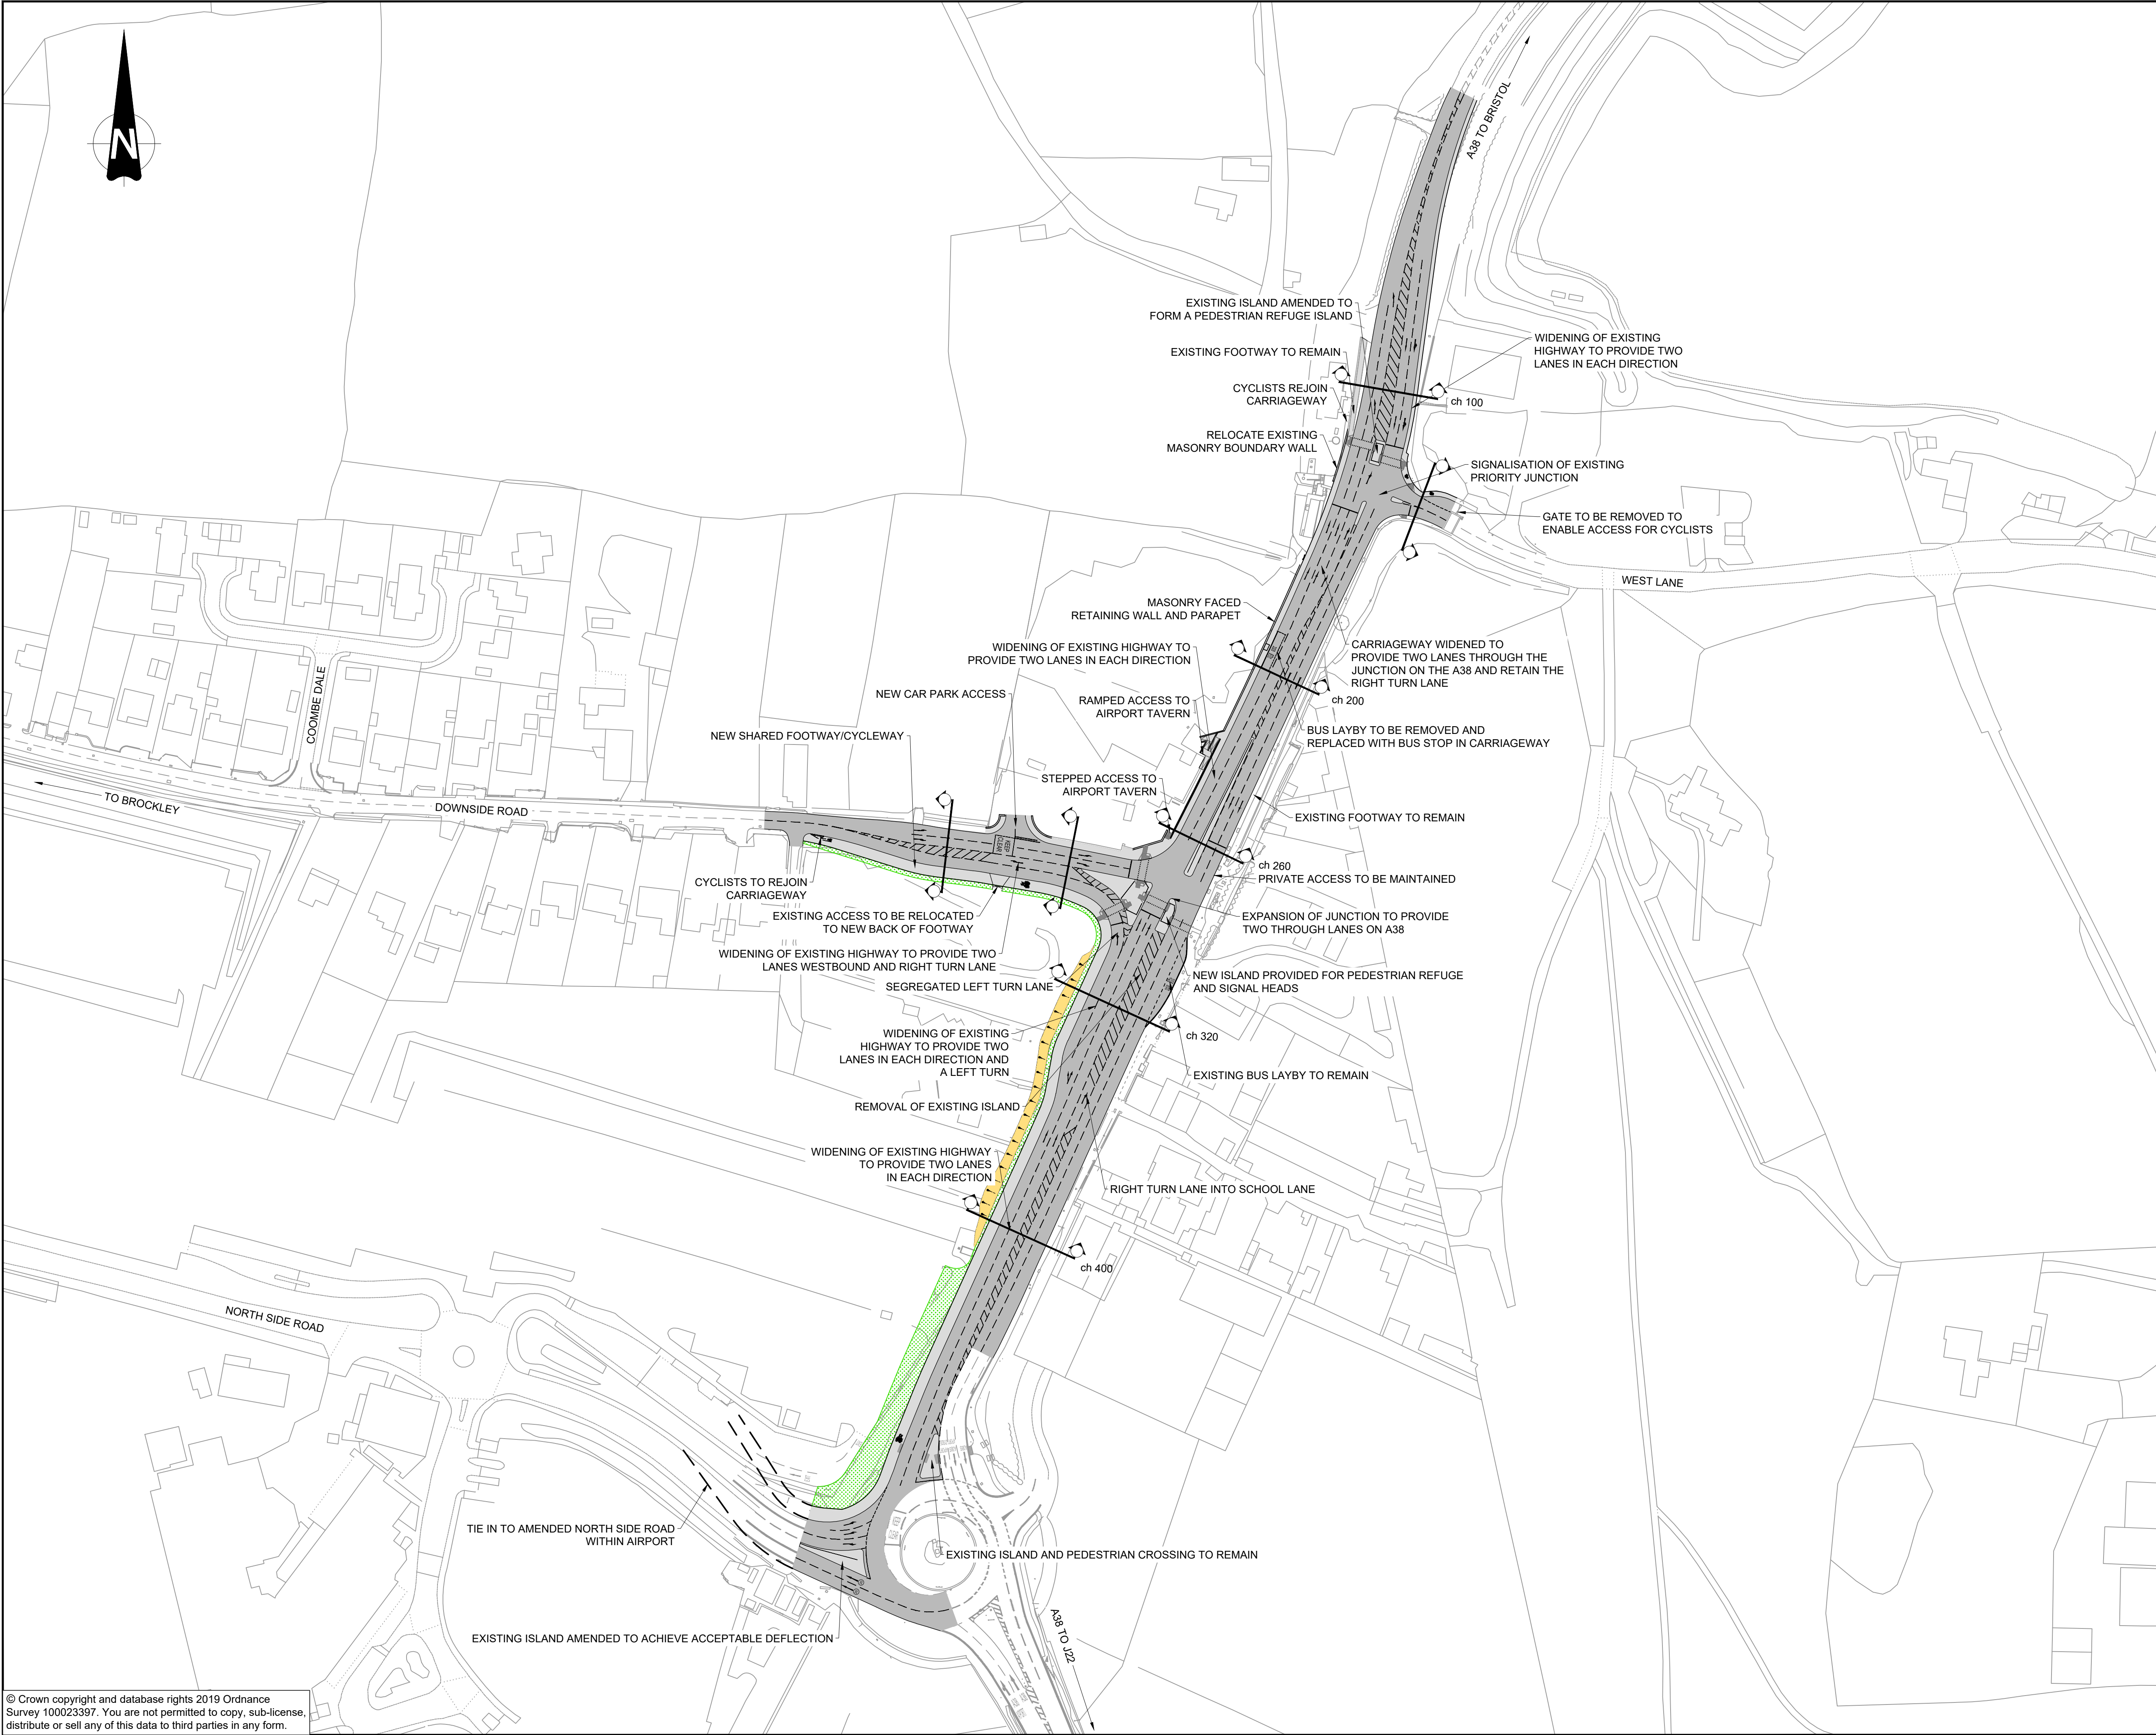 N
A38 TO BRISTOL
EXISTING ISLAND AMENDED TO
FORM A PEDESTRIAN REFUGE ISLAND
WIDENING OF EXISTING
HIGHWAY TO PROVIDE TWO
LANES IN EACH DIRECTION
EXISTING FOOTWAY TO REMAIN
CYCLISTS REJOIN
CARRIAGEWAY
ch 100
RELOCATE EXISTING
MASONRY BOUNDARY WALL
SIGNALISATION OF EXISTING
PRIORITY JUNCTION
GATE TO BE REMOVED TO
ENABLE ACCESS FOR CYCLISTS
WEST LANE
MASONRY FACED
RETAINING WALL AND PARAPET
WIDENING OF EXISTING HIGHWAY TO
PROVIDE TWO LANES IN EACH DIRECTION
CARRIAGEWAY WIDENED TO
PROVIDE TWO LANES THROUGH THE
JUNCTION ON THE A38 AND RETAIN THE
RIGHT TURN LANE
NEW CAR PARK ACCESS
ch 200
RAMPED ACCESS TO
AIRPORT TAVERN
COOMBE DALE
NEW SHARED FOOTWAY/CYCLEWAY
BUS LAYBY TO BE REMOVED AND
REPLACED WITH BUS STOP IN CARRIAGEWAY
STEPPED ACCESS TO
AIRPORT TAVERN
TO BROCKLEY
DOWNSIDE ROAD
EXISTING FOOTWAY TO REMAIN
KEEP
CLEAR
ch 260
PRIVATE ACCESS TO BE MAINTAINED
CYCLISTS TO REJOIN
CARRIAGEWAY
EXISTING ACCESS TO BE RELOCATED
TO NEW BACK OF FOOTWAY
EXPANSION OF JUNCTION TO PROVIDE
TWO THROUGH LANES ON A38
WIDENING OF EXISTING HIGHWAY TO PROVIDE TWO
LANES WESTBOUND AND RIGHT TURN LANE
SEGREGATED LEFT TURN LANE
NEW ISLAND PROVIDED FOR PEDESTRIAN REFUGE
AND SIGNAL HEADS
WIDENING OF EXISTING
HIGHWAY TO PROVIDE TWO
LANES IN EACH DIRECTION AND
A LEFT TURN
ch 320
EXISTING BUS LAYBY TO REMAIN
REMOVAL OF EXISTING ISLAND
WIDENING OF EXISTING HIGHWAY
TO PROVIDE TWO LANES
IN EACH DIRECTION
RIGHT TURN LANE INTO SCHOOL LANE
ch 400
NORTH SIDE ROAD
TIE IN TO AMENDED NORTH SIDE ROAD
WITHIN AIRPORT
EXISTING ISLAND AND PEDESTRIAN CROSSING TO REMAIN
EXISTING ISLAND AMENDED TO ACHIEVE ACCEPTABLE DEFLECTION
A38 TO J22
© Crown copyright and database rights 2019 Ordnance
Survey 100023397. You are not permitted to copy, sub-license,
distribute or sell any of this data to third parties in any form.